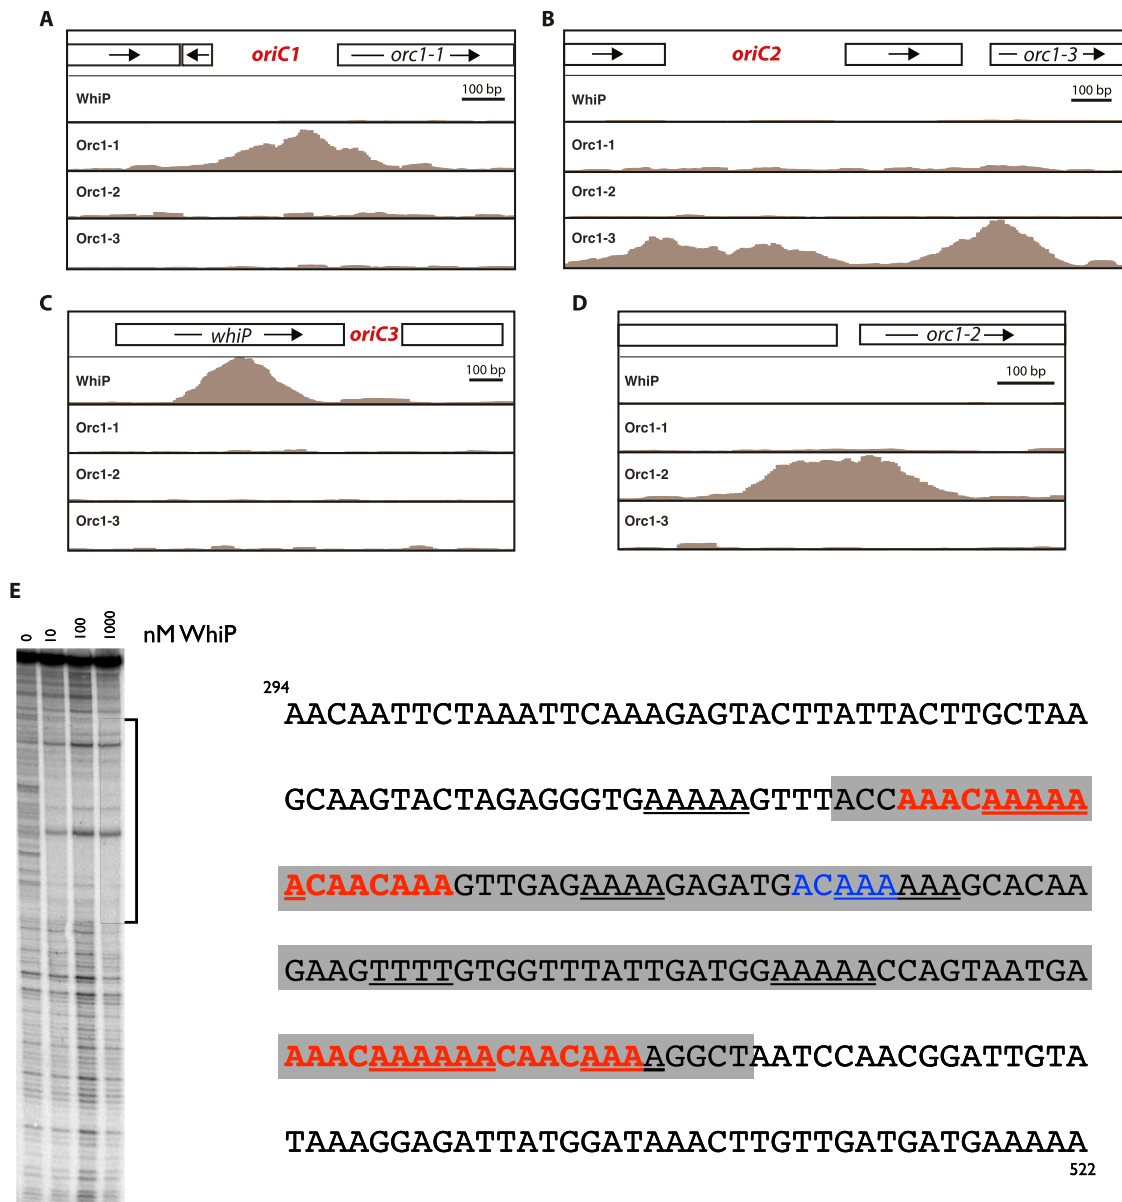 A
oriC1
orc1-1
100 bp
WhiP
Orc1-1
Orc1-2
Orc1-3
B
oriC2
orc1-3
100 bp
WhiP
Orc1-1
Orc1-2
Orc1-3
C
whiP
oriC3
100 bp
WhiP
Orc1-1
Orc1-2
Orc1-3
D
orc1-2
100 bp
WhiP
Orc1-1
Orc1-2
Orc1-3
E
0 10 100 1000 nM WhiP
294
AACAATTCTAAATTCAAAGAGTACTTATTACTTGCTAA
GCAAGTACTAGAGGGTGAAAAAGTTTACCAAACAAAAA
ACAACAAAGTTGAGAAAAGAGATGACAAAAAAGCACAA
GAAGTTTTGTGGTTTATTGATGGAAAAACCAGTAATGA
AAACAAAAAACAACAAAAGGCTAATCCAACGGATTGTA
TAAAGGAGATTATGGATAAACTTGTTGATGATGAAAAA
522